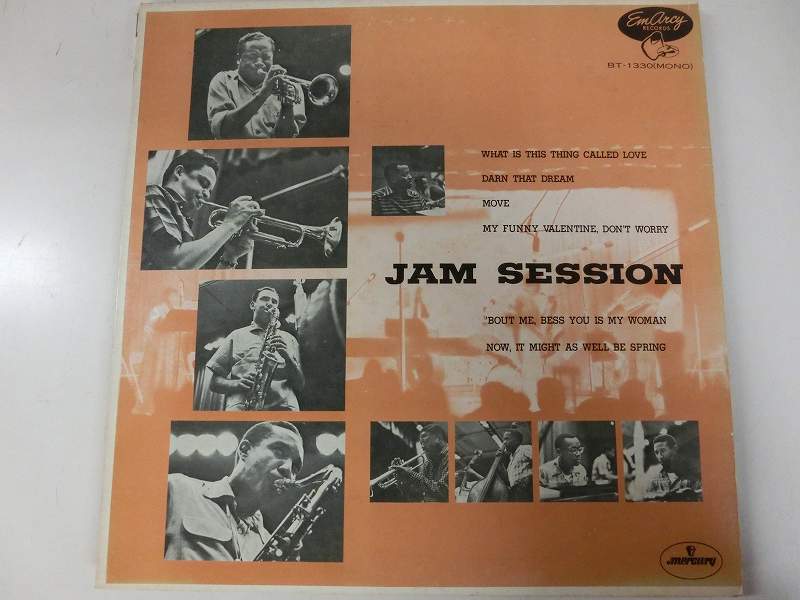 EmArcy
RECORDS
BT-1330(MONO)
WHAT IS THIS THING CALLED LOVE
DARN THAT DREAM
MOVE
MY FUNNY VALENTINE, DON'T WORRY
JAM SESSION
'BOUT ME, BESS YOU IS MY WOMAN
NOW, IT MIGHT AS WELL BE SPRING
mercury